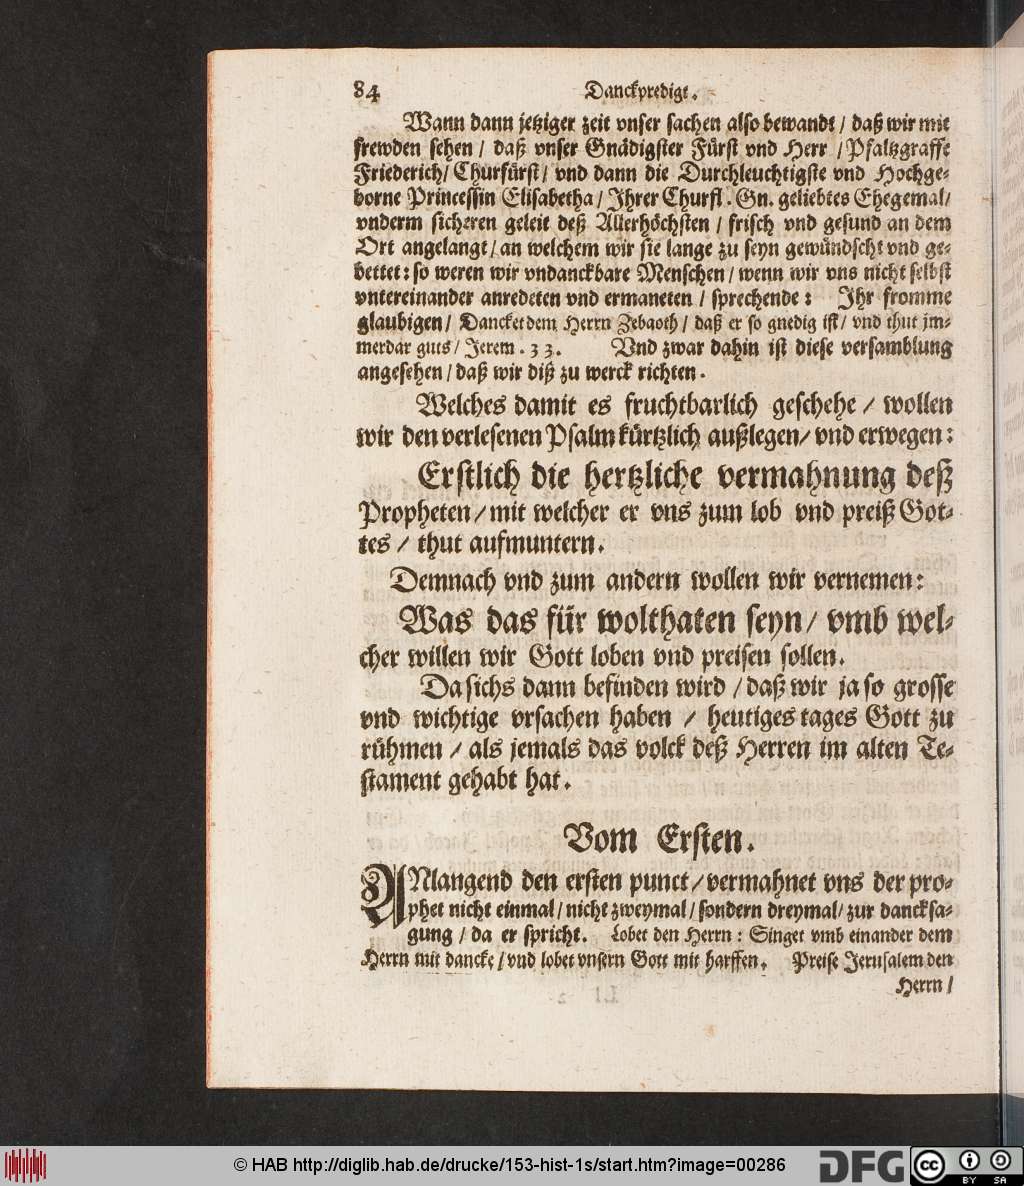 84 Danckpredigt.
Wann dann jetziger zeit vnser sachen also bewandt / daß wir mit
frewden sehen / daß vnser Gnädigster Fürst vnd Herr / Pfaltzgraffe
Friederich / Churfürst / vnd dann die Durchleuchtigste vnd Hochge-
borne Princessin Elisabetha / Ihrer Churfl. Gn. geliebtes Ehegemal /
vnderm sicheren geleit deß Allerhöchsten / frisch vnd gesund an dem
Ort angelangt / an welchem wir sie lange zu seyn gewündscht vnd ge-
bettet: so weren wir vndanckbare Menschen / wenn wir vns nicht selbst
vntereinander anredeten vnd ermaneten / sprechende: Ihr fromme
glaubigen / Dancket dem Herrn Zebaoth / daß er so gnedig ist / vnd thut jm-
merdar guts / Jerem. 33. Vnd zwar dahin ist diese versamblung
angesehen / daß wir diß zu werck richten.
Welches damit es fruchtbarlich geschehe / wollen
wir den verlesenen Psalm kürtzlich außlegen / vnd erwegen:
Erstlich die hertzliche vermahnung deß
Propheten / mit welcher er vns zum lob vnd preiß Got-
tes / thut aufmuntern.
Demnach vnd zum andern wollen wir vernemen:
Was das für wolthaten seyn / vmb wel-
cher willen wir Gott loben vnd preisen sollen.
Da sichs dann befinden wird / daß wir ja so grosse
vnd wichtige vrsachen haben / heutiges tages Gott zu
rühmen / als jemals das volck deß Herren im alten Te-
stament gehabt hat.
Vom Ersten.
ANlangend den ersten punct / vermahnet vns der pro-
phet nicht einmal / nicht zweymal / sondern dreymal / zur dancksa-
gung / da er spricht. Lobet den Herrn: Singet vmb einander dem
Herrn mit dancke / vnd lobet vnsern Gott mit harffen. Preise Jerusalem den
Herrn /
© HAB http://diglib.hab.de/drucke/153-hist-1s/start.htm?image=00286
DFG
cc BY SA